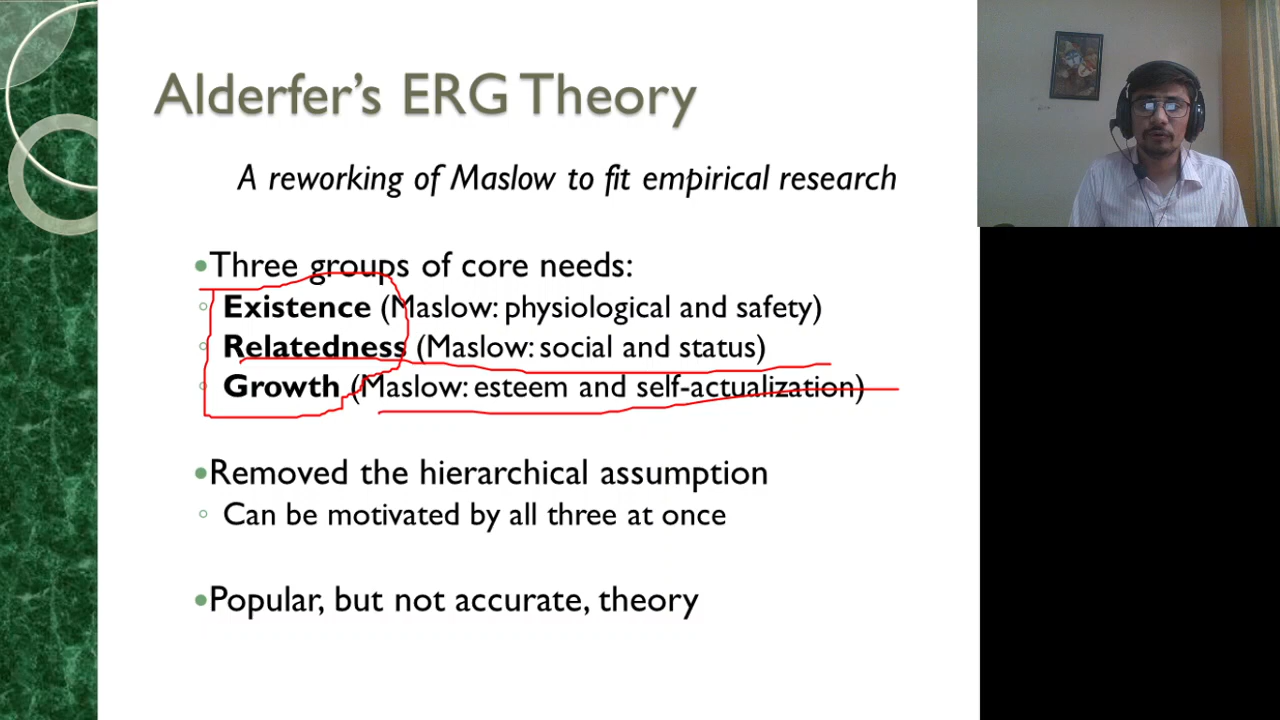 Alderfer's ERG Theory
A reworking of Maslow to fit empirical research
•Three groups of core needs:
◦ Existence (Maslow: physiological and safety)
◦ Relatedness (Maslow: social and status)
◦ Growth (Maslow: esteem and self-actualization)
•Removed the hierarchical assumption
◦ Can be motivated by all three at once
•Popular, but not accurate, theory